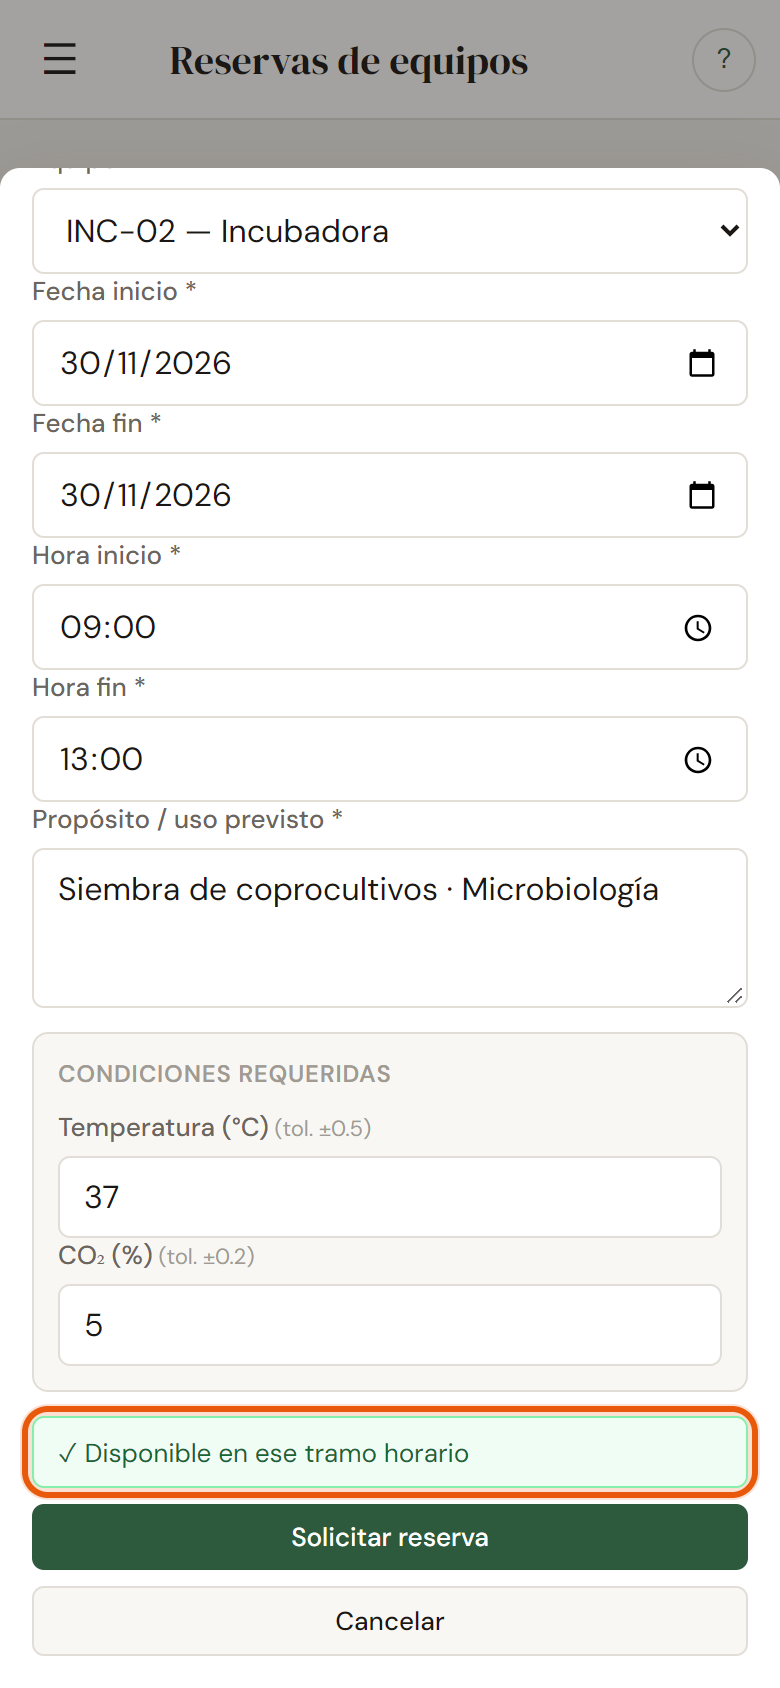 Reservas de equipos
?
INC-02 — Incubadora
Fecha inicio *
30/11/2026
Fecha fin *
30/11/2026
Hora inicio *
09:00
Hora fin *
13:00
Propósito / uso previsto *
Siembra de coprocultivos · Microbiología
CONDICIONES REQUERIDAS
Temperatura (°C) (tol. ±0.5)
37
CO₂ (%) (tol. ±0.2)
5
✓ Disponible en ese tramo horario
Solicitar reserva
Cancelar